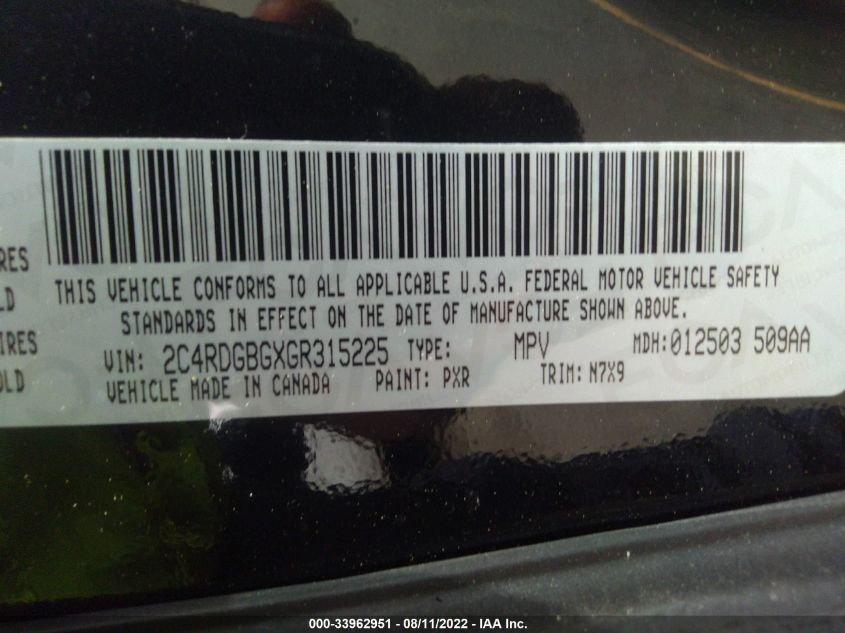 THIS VEHICLE CONFORMS TO ALL APPLICABLE U.S.A. FEDERAL MOTOR VEHICLE SAFETY
STANDARDS IN EFFECT ON THE DATE OF MANUFACTURE SHOWN ABOVE.
VIN: 2C4RDGBGXGR315225 TYPE: MPV MDH: 012503 509AA
VEHICLE MADE IN CANADA PAINT: PXR TRIM: N7X9
RES
LD
IRES
OLD
000-33962951 - 08/11/2022 - IAA Inc.